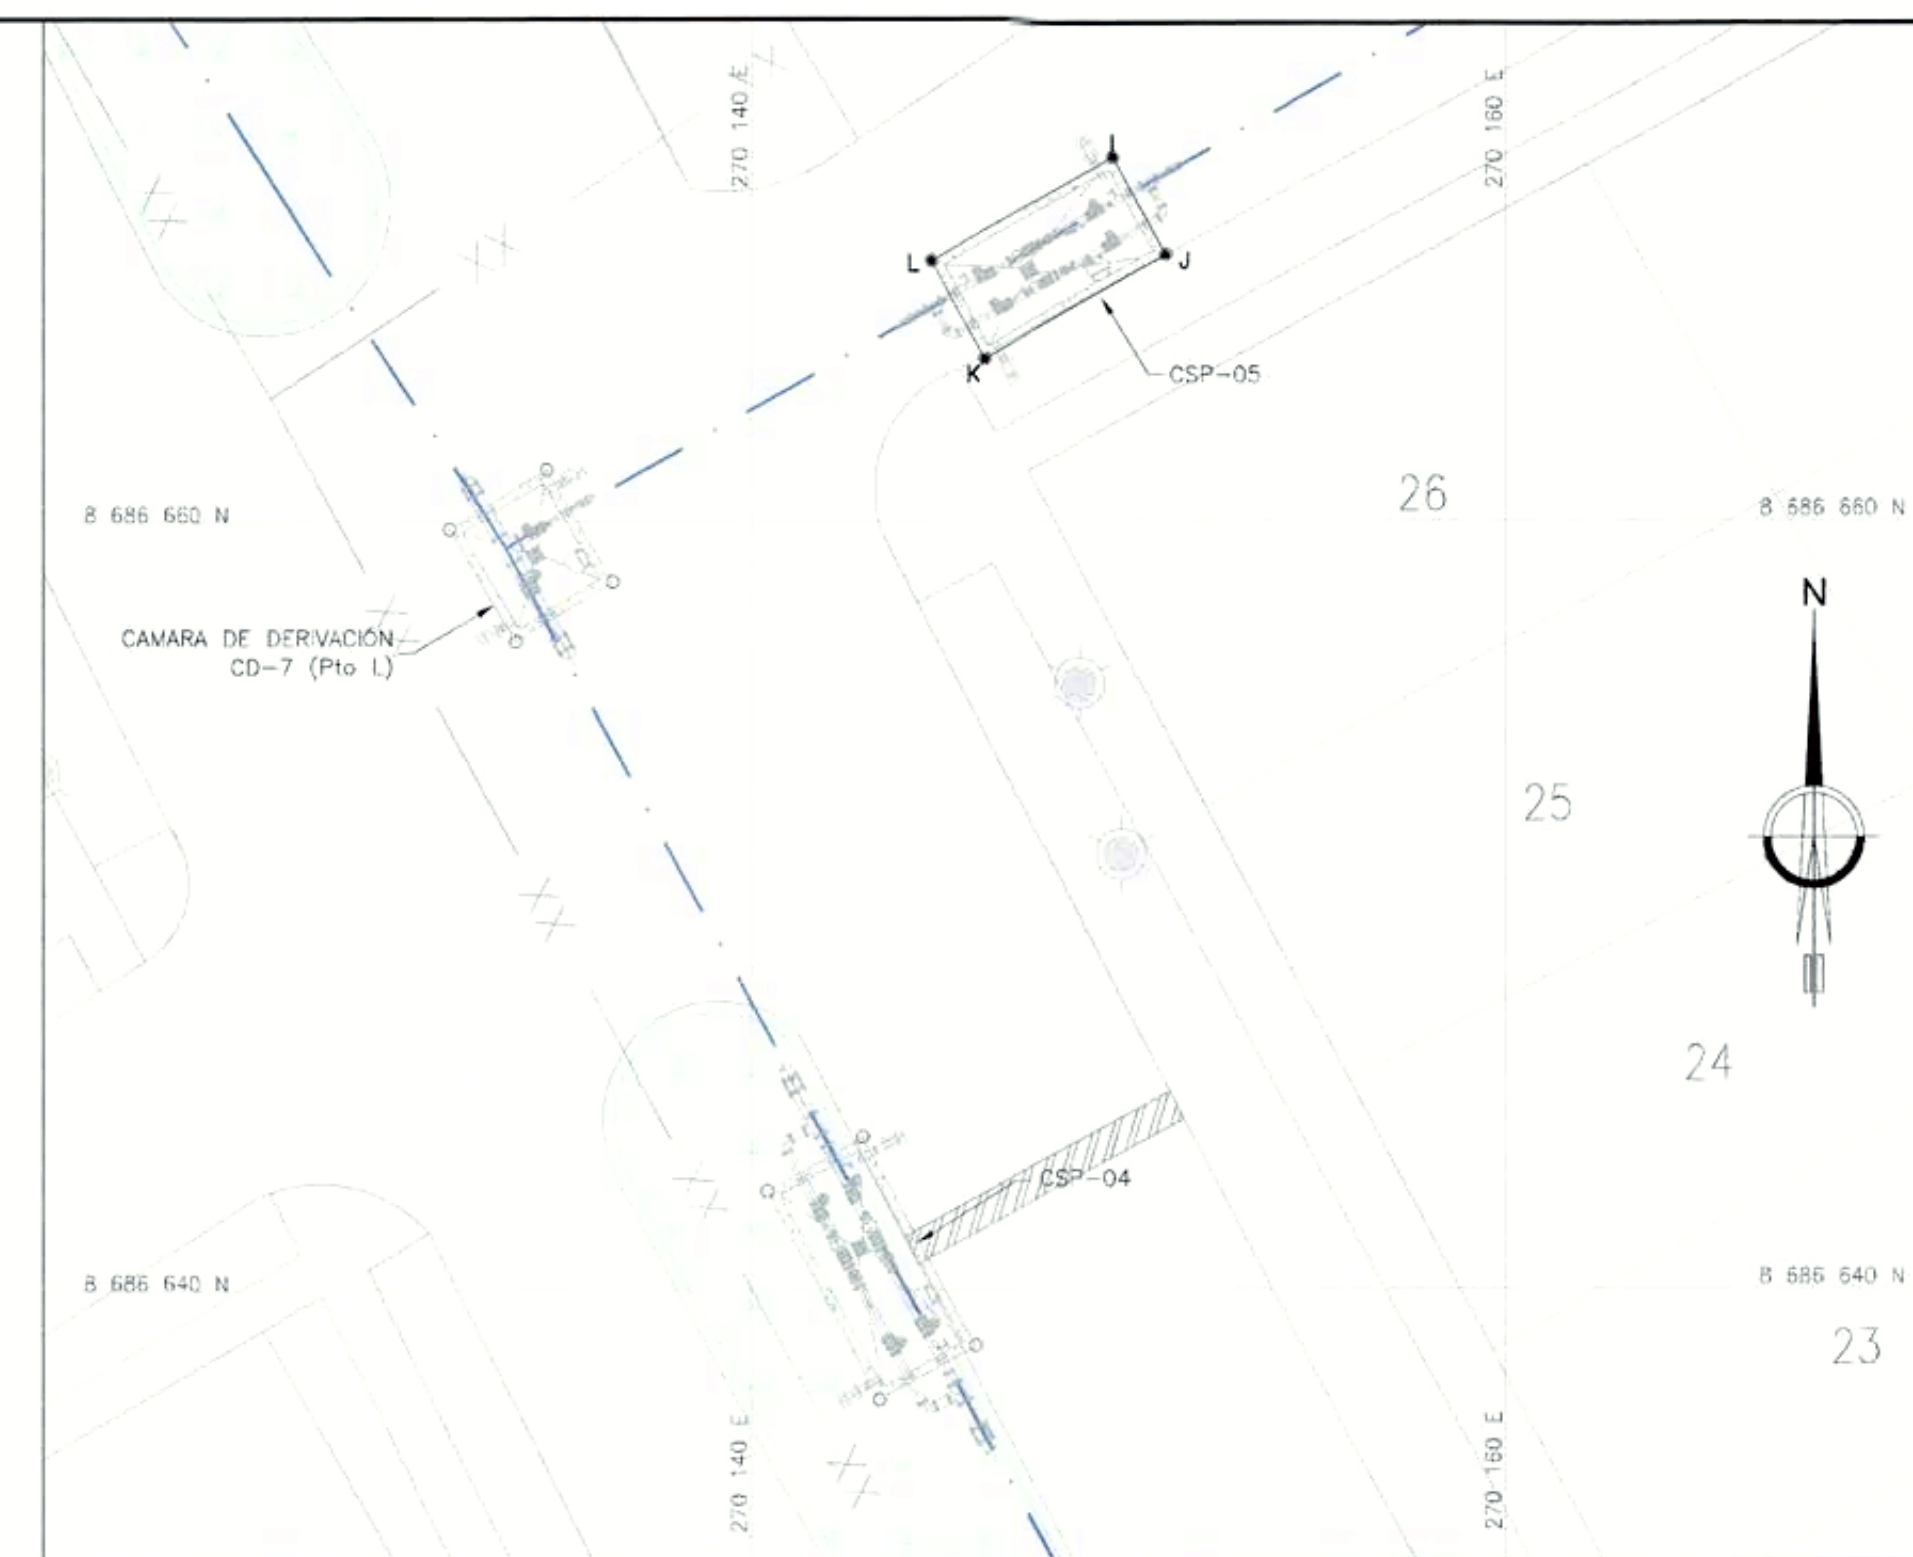 270 140 E
270 160 E
I
L
J
K
CSP-05
26
8 686 660 N
8 686 660 N
N
CAMARA DE DERIVACIÓN
CD-7 (Pto L)
25
24
CSP-04
8 686 640 N
8 686 640 N
23
270 140 E
270 160 E